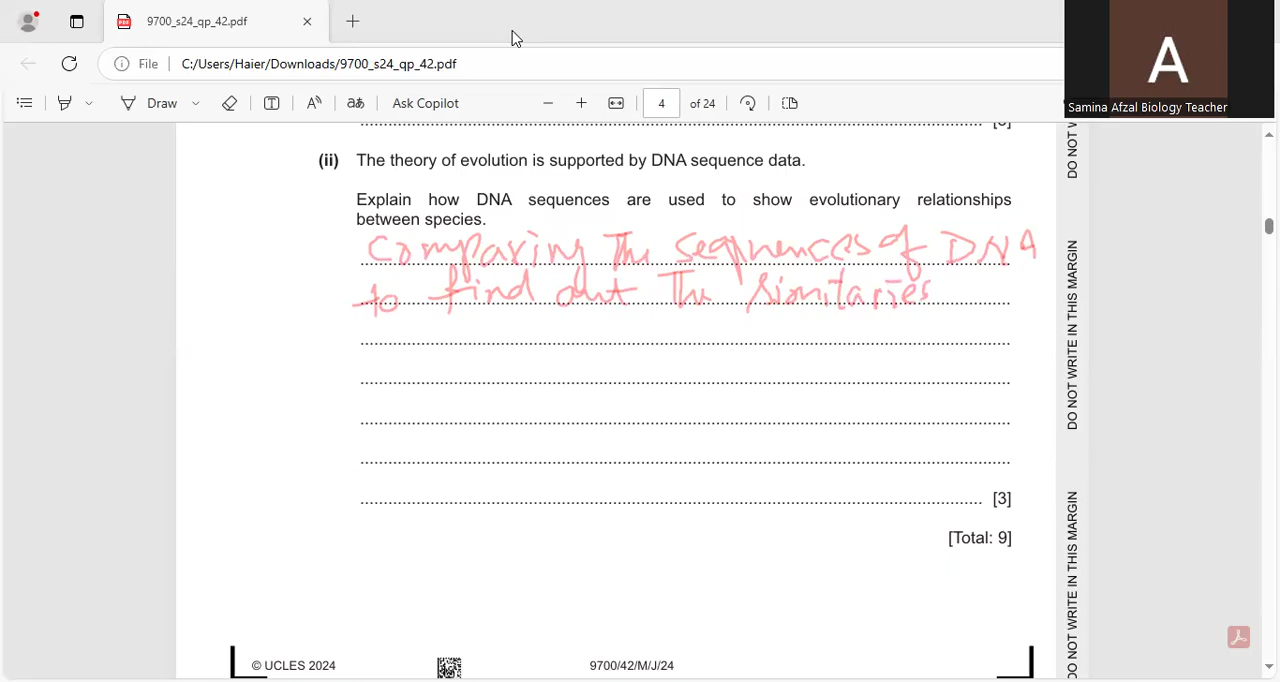 9700_s24_qp_42.pdf
File C:/Users/Haier/Downloads/9700_s24_qp_42.pdf
Draw Ask Copilot 4 of 24
A
Samina Afzal Biology Teacher
(ii) The theory of evolution is supported by DNA sequence data.
Explain how DNA sequences are used to show evolutionary relationships
between species.
Comparing The sequences of DNA
to find out The similaries
[3]
[Total: 9]
DO NOT W
DO NOT WRITE IN THIS MARGIN
DO NOT WRITE IN THIS MARGIN
© UCLES 2024
9700/42/M/J/24